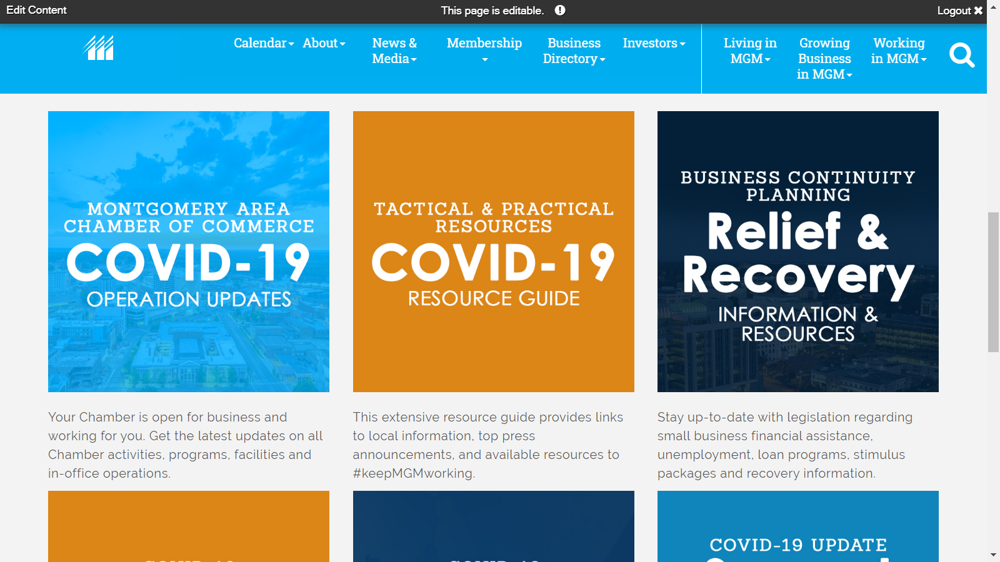 Edit Content
This page is editable.
Logout
Calendar
About
News &
Media
Membership
Business
Directory
Investors
Living in
MGM
Growing
Business
in MGM
Working
in MGM
MONTGOMERY AREA
CHAMBER OF COMMERCE
COVID-19
OPERATION UPDATES
TACTICAL & PRACTICAL
RESOURCES
COVID-19
RESOURCE GUIDE
BUSINESS CONTINUITY
PLANNING
Relief &
Recovery
INFORMATION &
RESOURCES
Your Chamber is open for business and
working for you. Get the latest updates on all
Chamber activities, programs, facilities and
in-office operations.
This extensive resource guide provides links
to local information, top press
announcements, and available resources to
#keepMGMworking.
Stay up-to-date with legislation regarding
small business financial assistance,
unemployment, loan programs, stimulus
packages and recovery information.
COVID-19 UPDATE